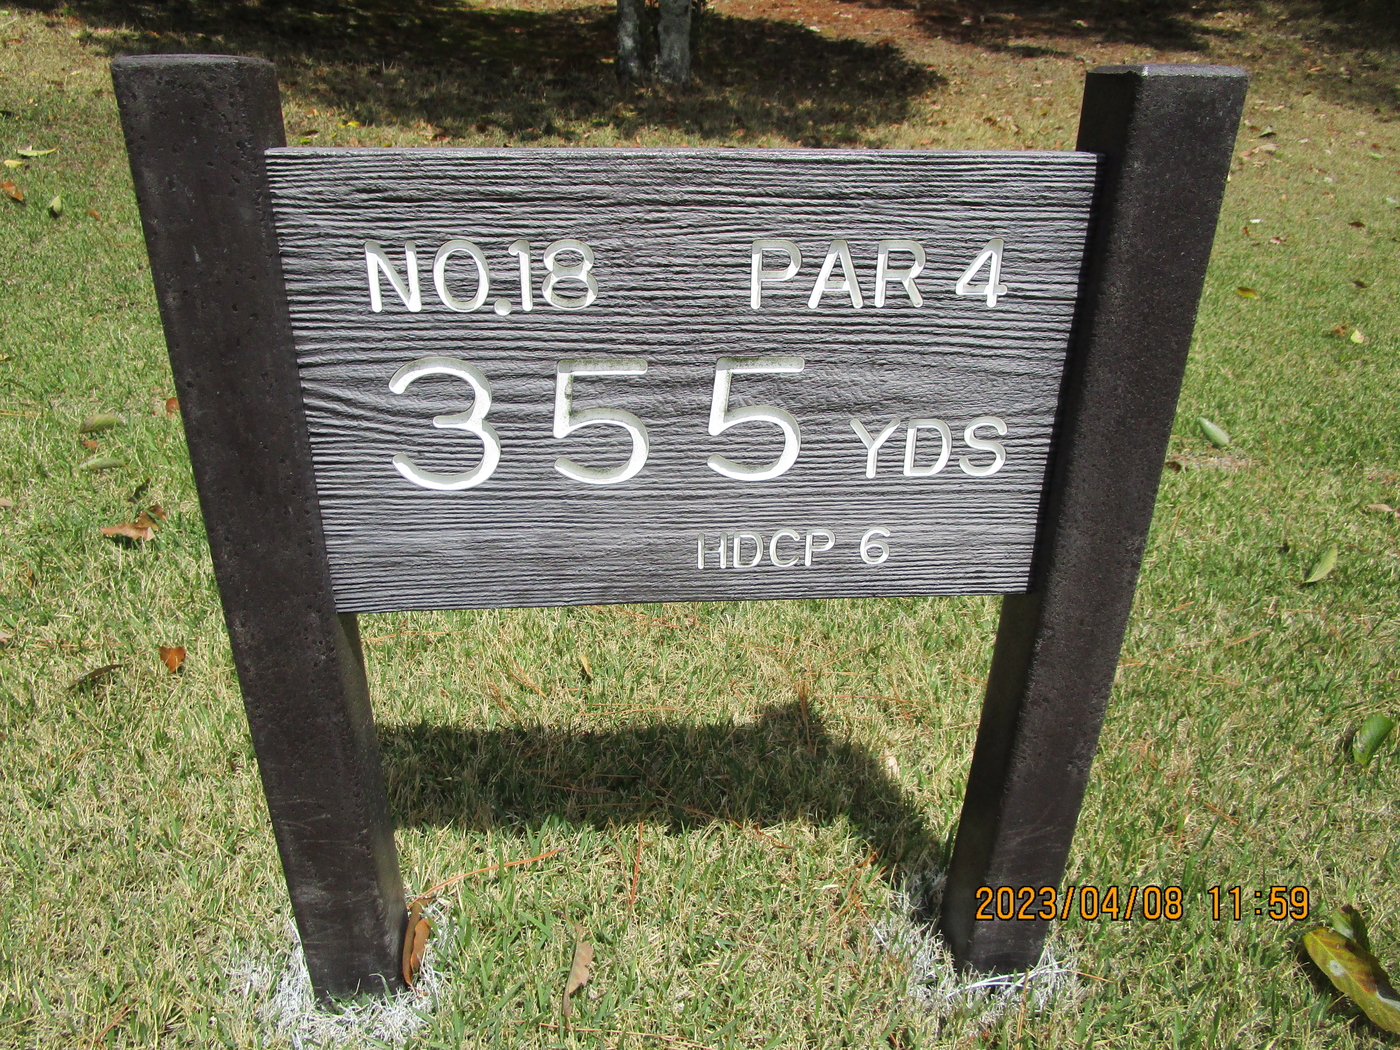 NO.18 PAR 4
355 YDS
HDCP 6
2023/04/08 11:59